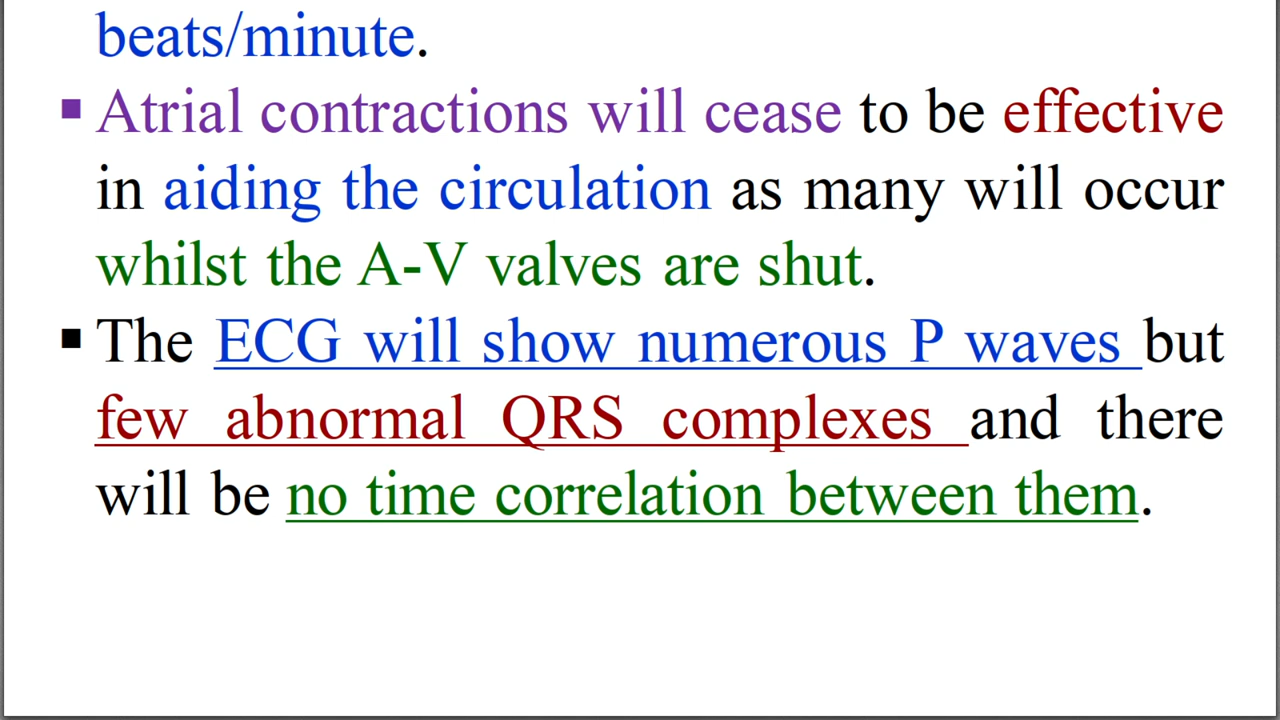 beats/minute.
▪ Atrial contractions will cease to be effective
in aiding the circulation as many will occur
whilst the A-V valves are shut.
▪ The ECG will show numerous P waves but
few abnormal QRS complexes and there
will be no time correlation between them.